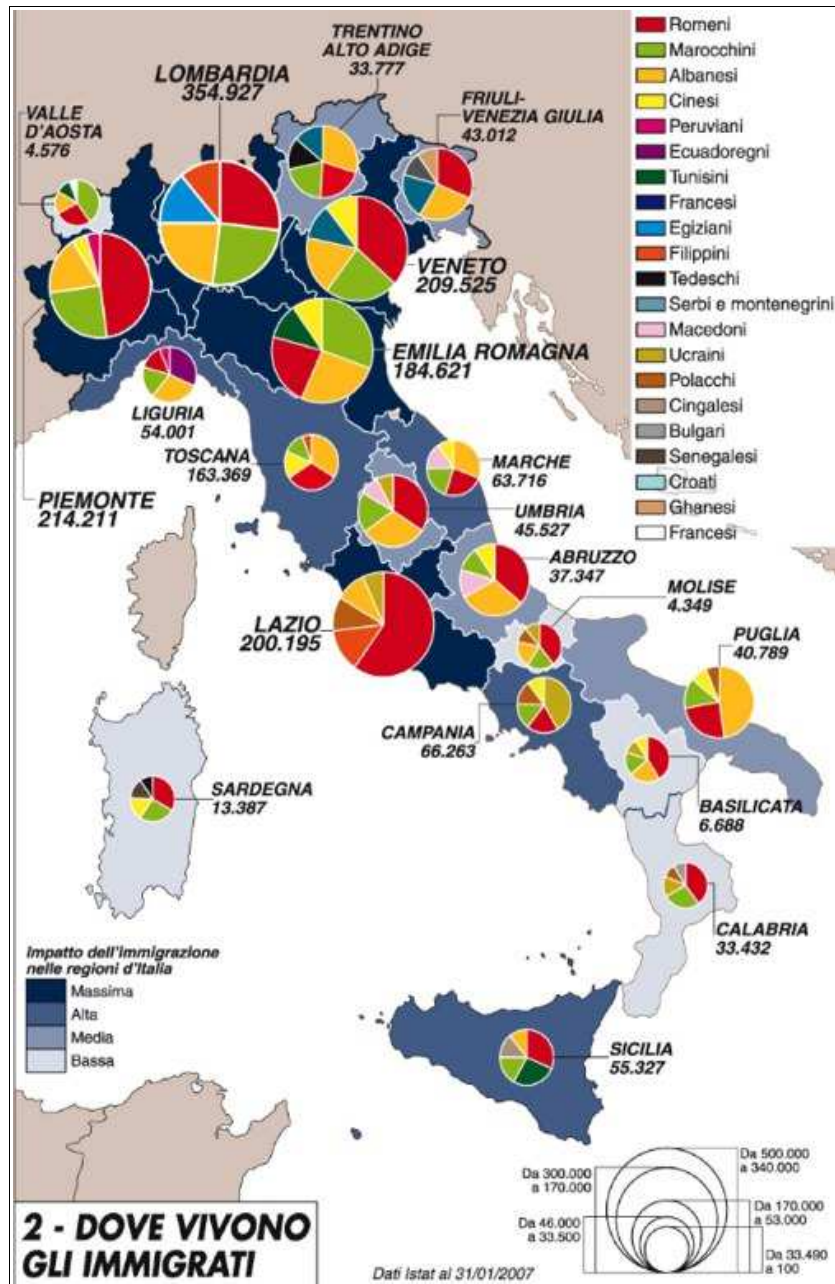 TRENTINO
ALTO ADIGE
33.777
LOMBARDIA
354.927
VALLE
D'AOSTA
4.576
FRIULI-
VENEZIA GIULIA
43.012
Romeni
Marocchini
Albanesi
Cinesi
Peruviani
Ecuadoregni
Tunisini
Francesi
Egiziani
Filippini
Tedeschi
Serbi e montenegrini
Macedoni
Ucraini
Polacchi
Cingalesi
Bulgari
Senegalesi
Croati
Ghanesi
Francesi
VENETO
209.525
EMILIA ROMAGNA
184.621
LIGURIA
54.001
TOSCANA
163.369
MARCHE
63.716
PIEMONTE
214.211
UMBRIA
45.527
ABRUZZO
37.347
MOLISE
4.349
LAZIO
200.195
PUGLIA
40.789
CAMPANIA
66.263
SARDEGNA
13.387
BASILICATA
6.688
CALABRIA
33.432
Impatto dell'immigrazione
nelle regioni d'Italia
Massima
Alta
Media
Bassa
SICILIA
55.327
Da 500.000
a 340.000
Da 300.000
a 170.000
Da 170.000
a 53.000
Da 46.000
a 33.500
Da 33.490
a 100
2 - DOVE VIVONO
GLI IMMIGRATI
Dati Istat al 31/01/2007